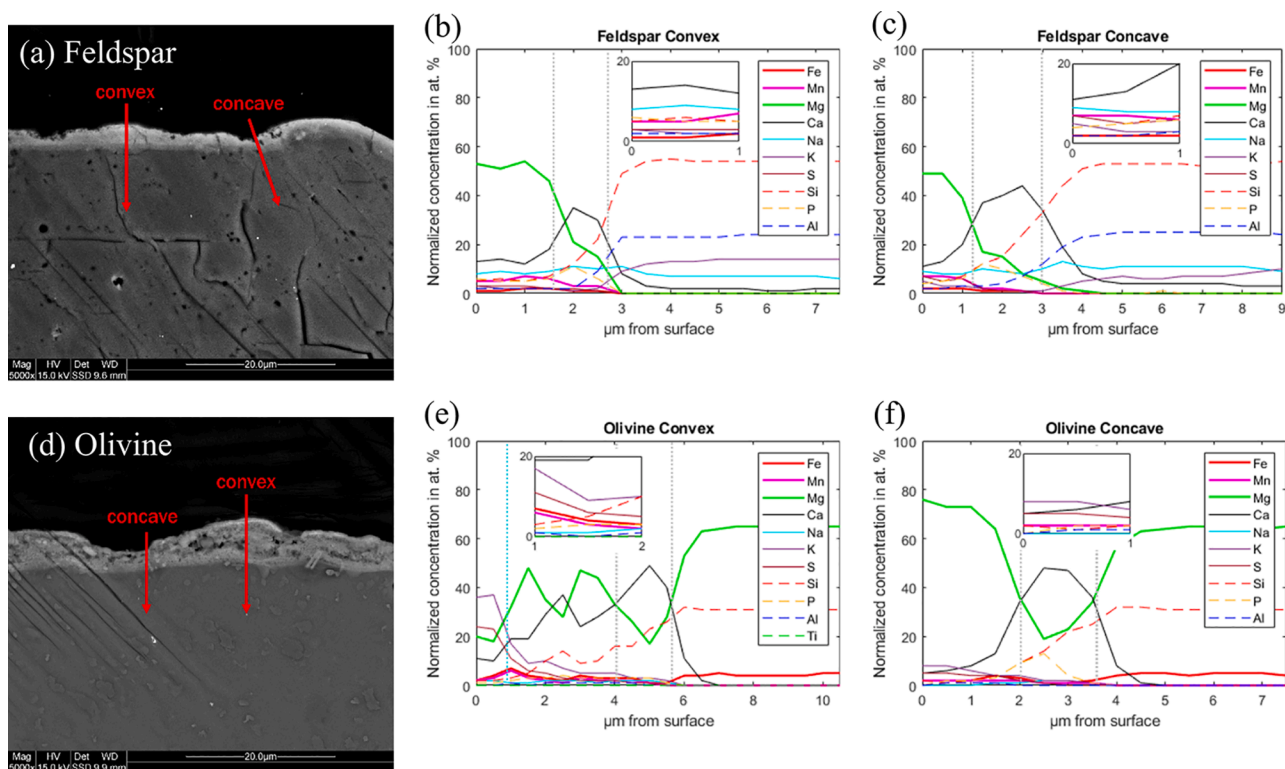 (a) Feldspar
convex
concave
Mag HV Det WD
5000x 15.0 kV SSD 9.6 mm
20.0µm
(b)
Feldspar Convex
Normalized concentration in at. %
100
80
60
40
20
0
20
0
0 1
Fe
Mn
Mg
Ca
Na
K
S
Si
P
Al
0 1 2 3 4 5 6 7
µm from surface
(c)
Feldspar Concave
Normalized concentration in at. %
100
80
60
40
20
0
20
0
0 1
Fe
Mn
Mg
Ca
Na
K
S
Si
P
Al
0 1 2 3 4 5 6 7 8 9
µm from surface
(d) Olivine
convex
concave
Mag HV Det WD
5000x 15.0 kV SSD 9.9 mm
20.0µm
(e)
Olivine Convex
Normalized concentration in at. %
100
80
60
40
20
0
20
0
1 2
Fe
Mn
Mg
Ca
Na
K
S
Si
P
Al
Ti
0 2 4 6 8 10
µm from surface
(f)
Olivine Concave
Normalized concentration in at. %
100
80
60
40
20
0
20
0
0 1
Fe
Mn
Mg
Ca
Na
K
S
Si
P
Al
0 1 2 3 4 5 6 7
µm from surface